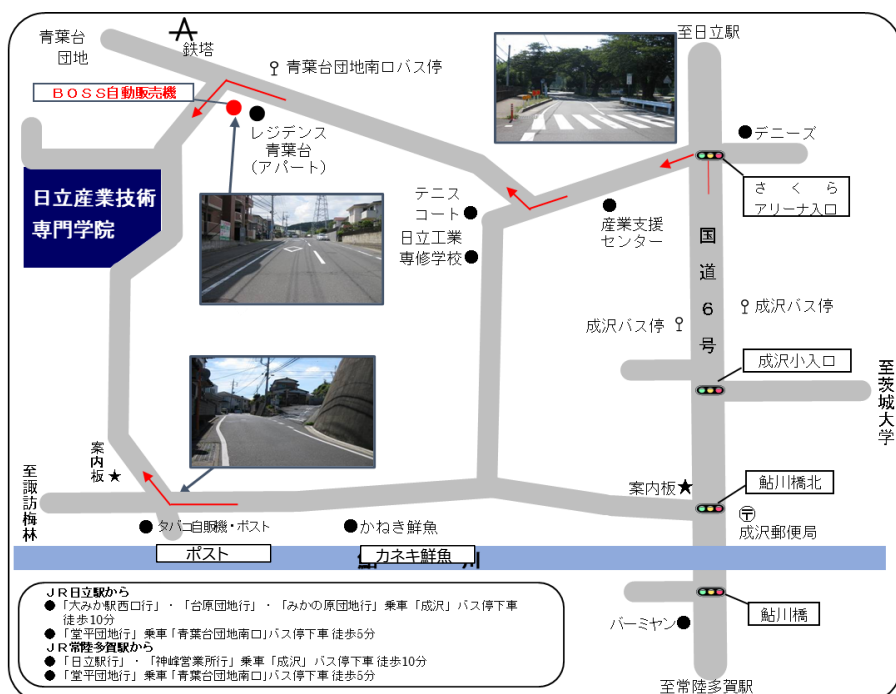 青葉台
団地
鉄塔
青葉台団地南口バス停
至日立駅
BOSS自動販売機
レジデンス
青葉台
(アパート)
デニーズ
さくら
アリーナ入口
日立産業技術
専門学院
テニス
コート
日立工業
専修学校
産業支援
センター
国道6号
成沢バス停
成沢バス停
成沢小入口
至茨城大学
案内板★
至諏訪梅林
案内板★
鮎川橋北
〒
成沢郵便局
タバコ自販機・ポスト
かねき鮮魚
ポスト
カネキ鮮魚
川
鮎川橋
バーミヤン
至常陸多賀駅
JR日立駅から
●「大みか駅西口行」・「台原団地行」・「みかの原団地行」乗車「成沢」バス停下車
徒歩10分
●「堂平団地行」乗車「青葉台団地南口」バス停下車 徒歩5分
JR常陸多賀駅から
●「日立駅行」・「神峰営業所行」乗車「成沢」バス停下車 徒歩10分
●「堂平団地行」乗車「青葉台団地南口」バス停下車 徒歩5分